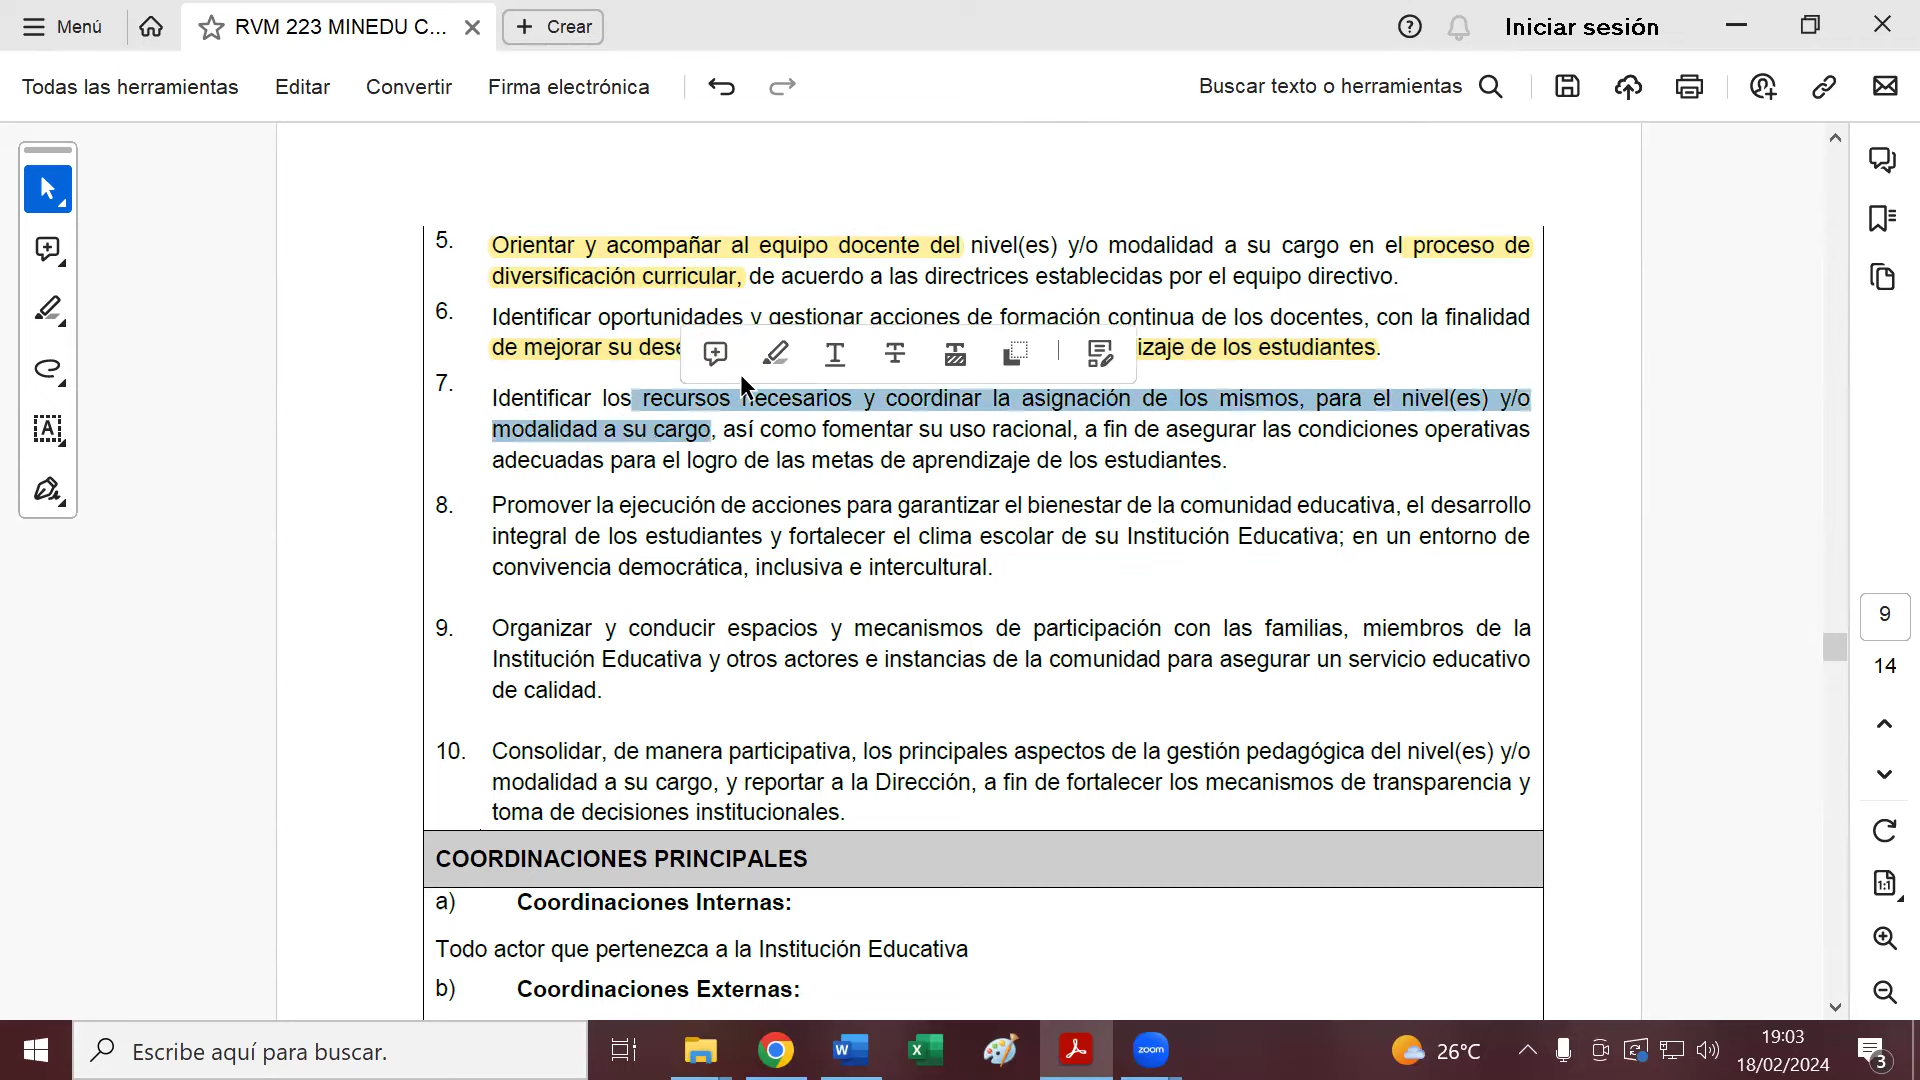 Menú
RVM 223 MINEDU C...
Crear
Iniciar sesión
Todas las herramientas
Editar
Convertir
Firma electrónica
Buscar texto o herramientas
5. Orientar y acompañar al equipo docente del nivel(es) y/o modalidad a su cargo en el proceso de
diversificación curricular, de acuerdo a las directrices establecidas por el equipo directivo.
6. Identificar oportunidades y gestionar acciones de formación continua de los docentes, con la finalidad
de mejorar su dese
izaje de los estudiantes.
7. Identificar los recursos necesarios y coordinar la asignación de los mismos, para el nivel(es) y/o
modalidad a su cargo, así como fomentar su uso racional, a fin de asegurar las condiciones operativas
adecuadas para el logro de las metas de aprendizaje de los estudiantes.
8. Promover la ejecución de acciones para garantizar el bienestar de la comunidad educativa, el desarrollo
integral de los estudiantes y fortalecer el clima escolar de su Institución Educativa; en un entorno de
convivencia democrática, inclusiva e intercultural.
9. Organizar y conducir espacios y mecanismos de participación con las familias, miembros de la
Institución Educativa y otros actores e instancias de la comunidad para asegurar un servicio educativo
de calidad.
10. Consolidar, de manera participativa, los principales aspectos de la gestión pedagógica del nivel(es) y/o
modalidad a su cargo, y reportar a la Dirección, a fin de fortalecer los mecanismos de transparencia y
toma de decisiones institucionales.
COORDINACIONES PRINCIPALES
a) Coordinaciones Internas:
Todo actor que pertenezca a la Institución Educativa
b) Coordinaciones Externas:
9
14
1:1
Escribe aquí para buscar.
W
X
zoom
26°C
19:03
18/02/2024
3